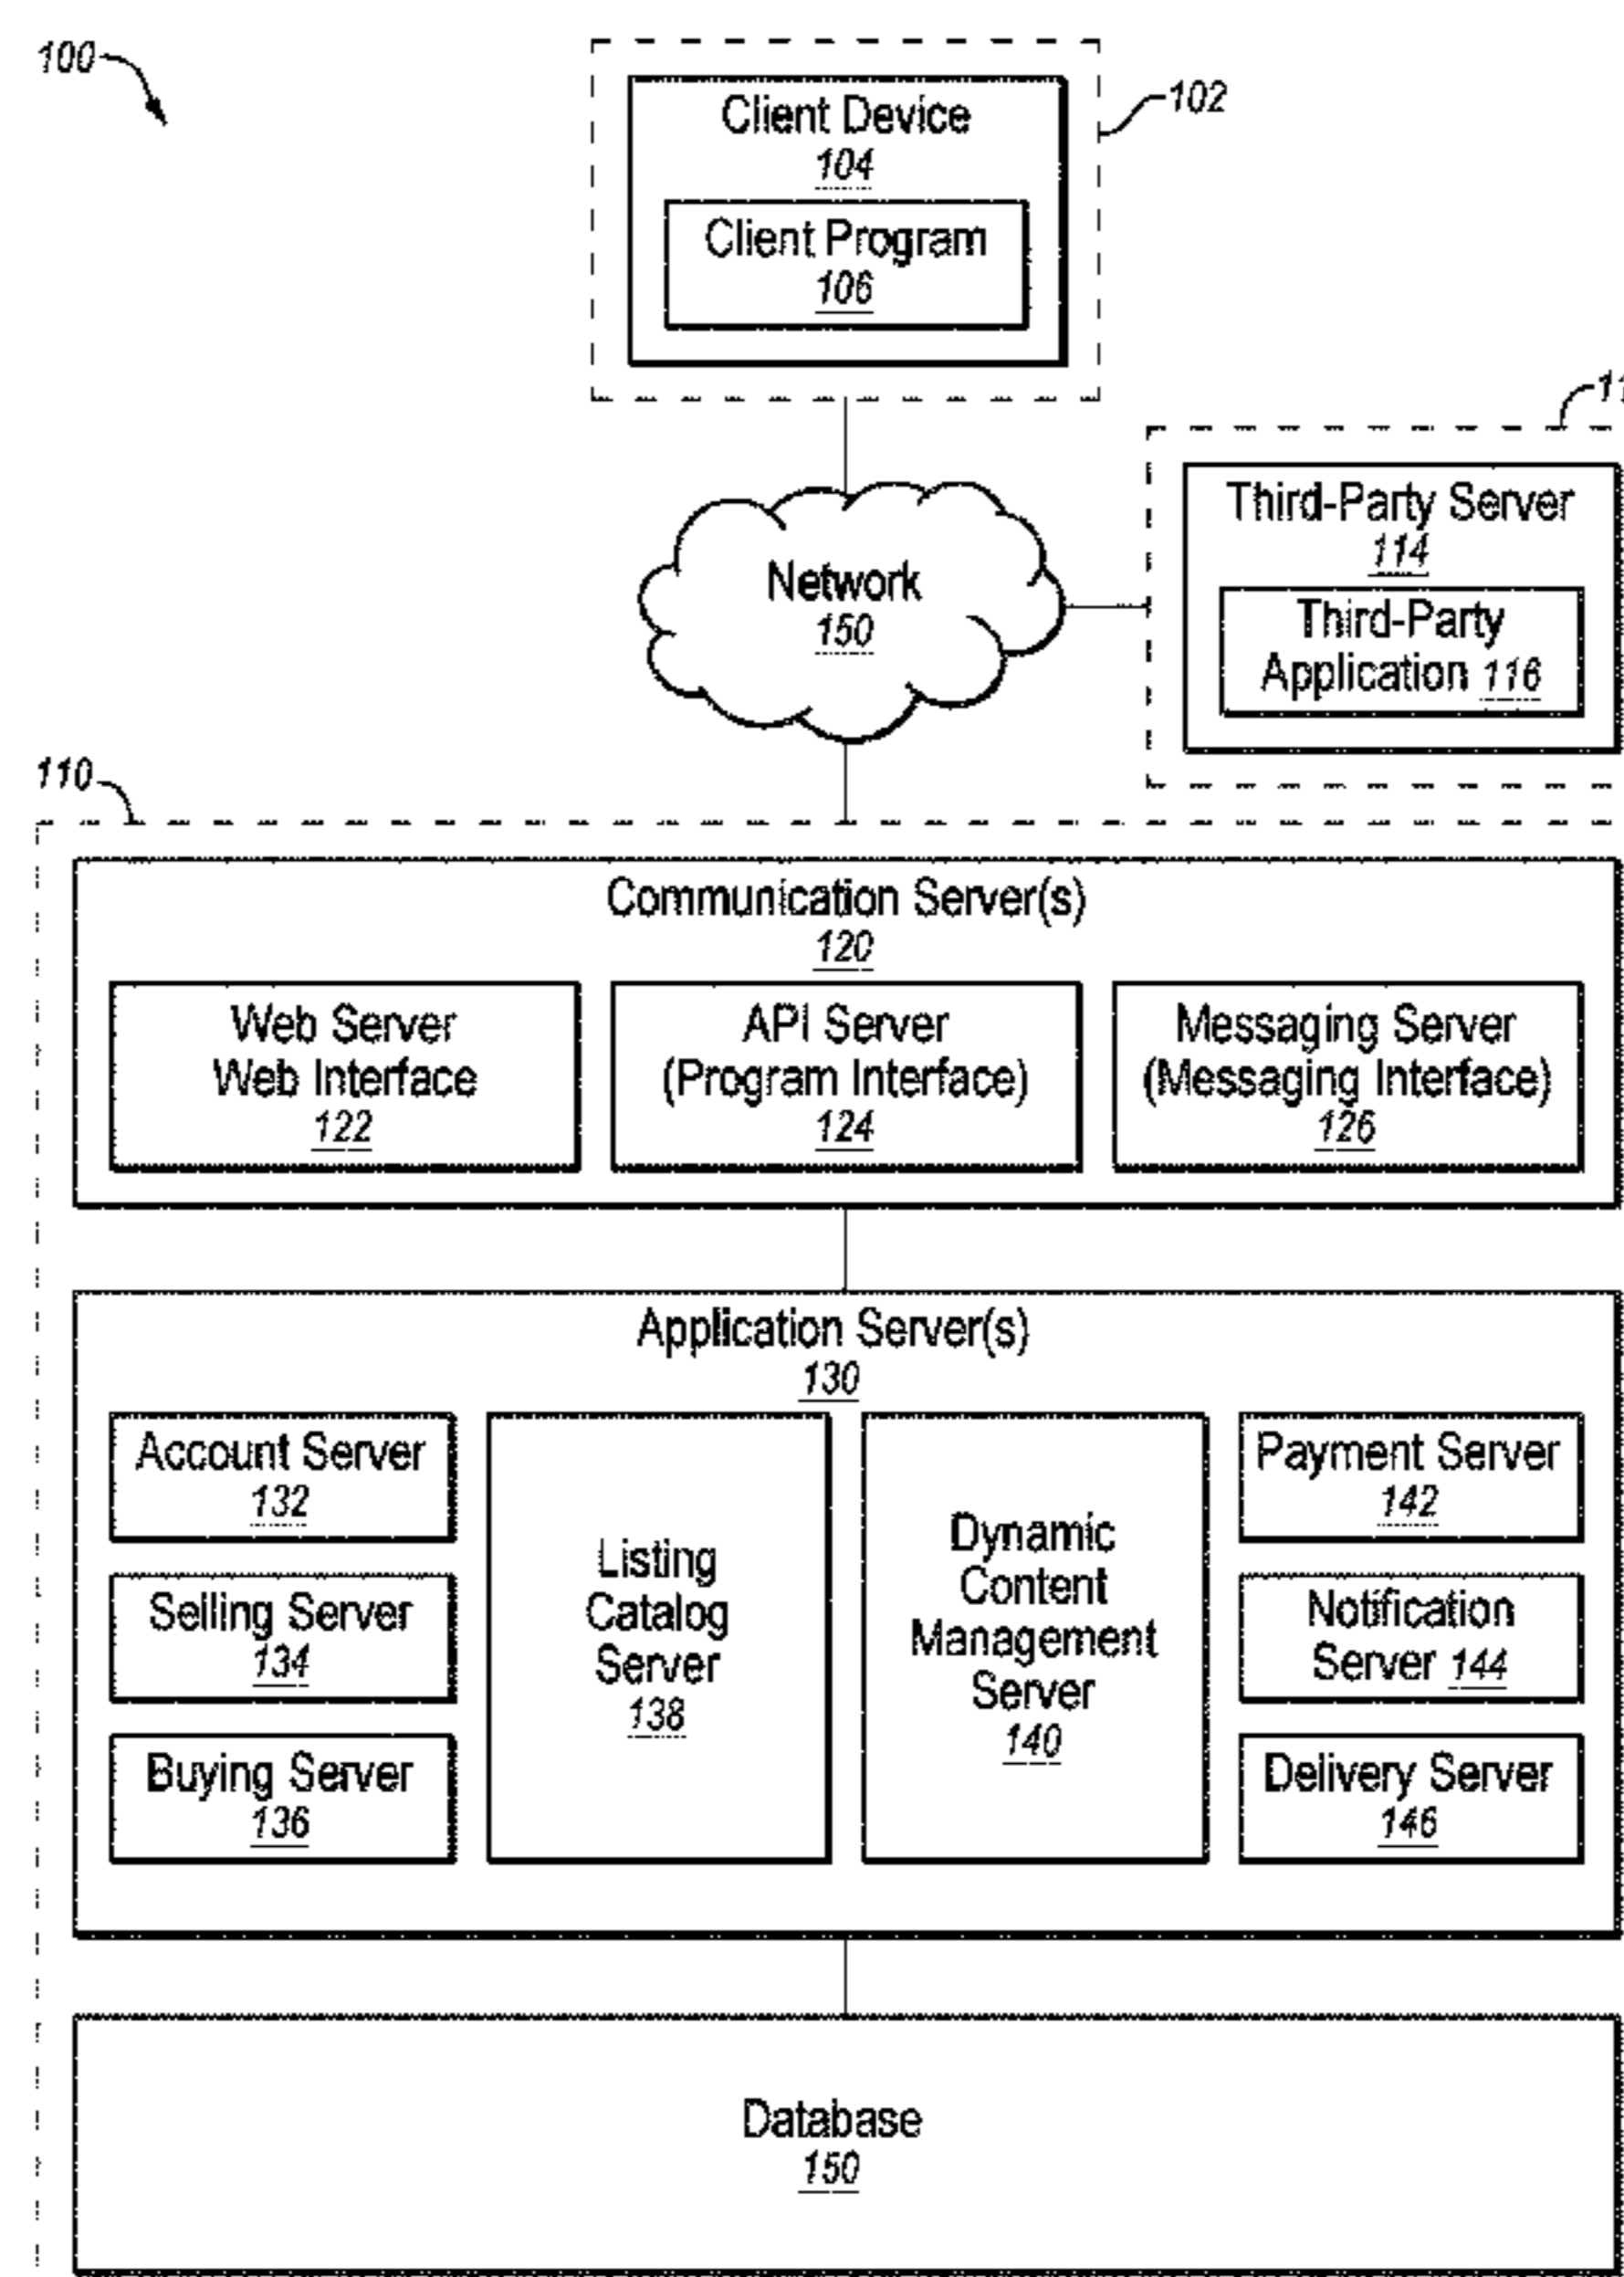 100
102
Client Device
104
Client Program
106
Third-Party Server
114
Third-Party
Application 116
Network
150
110
Communication Server(s)
120
Web Server
Web Interface
122
API Server
(Program Interface)
124
Messaging Server
(Messaging Interface)
126
Application Server(s)
130
Account Server
132
Selling Server
134
Buying Server
136
Listing
Catalog
Server
138
Dynamic
Content
Management
Server
140
Payment Server
142
Notification
Server 144
Delivery Server
146
Database
150